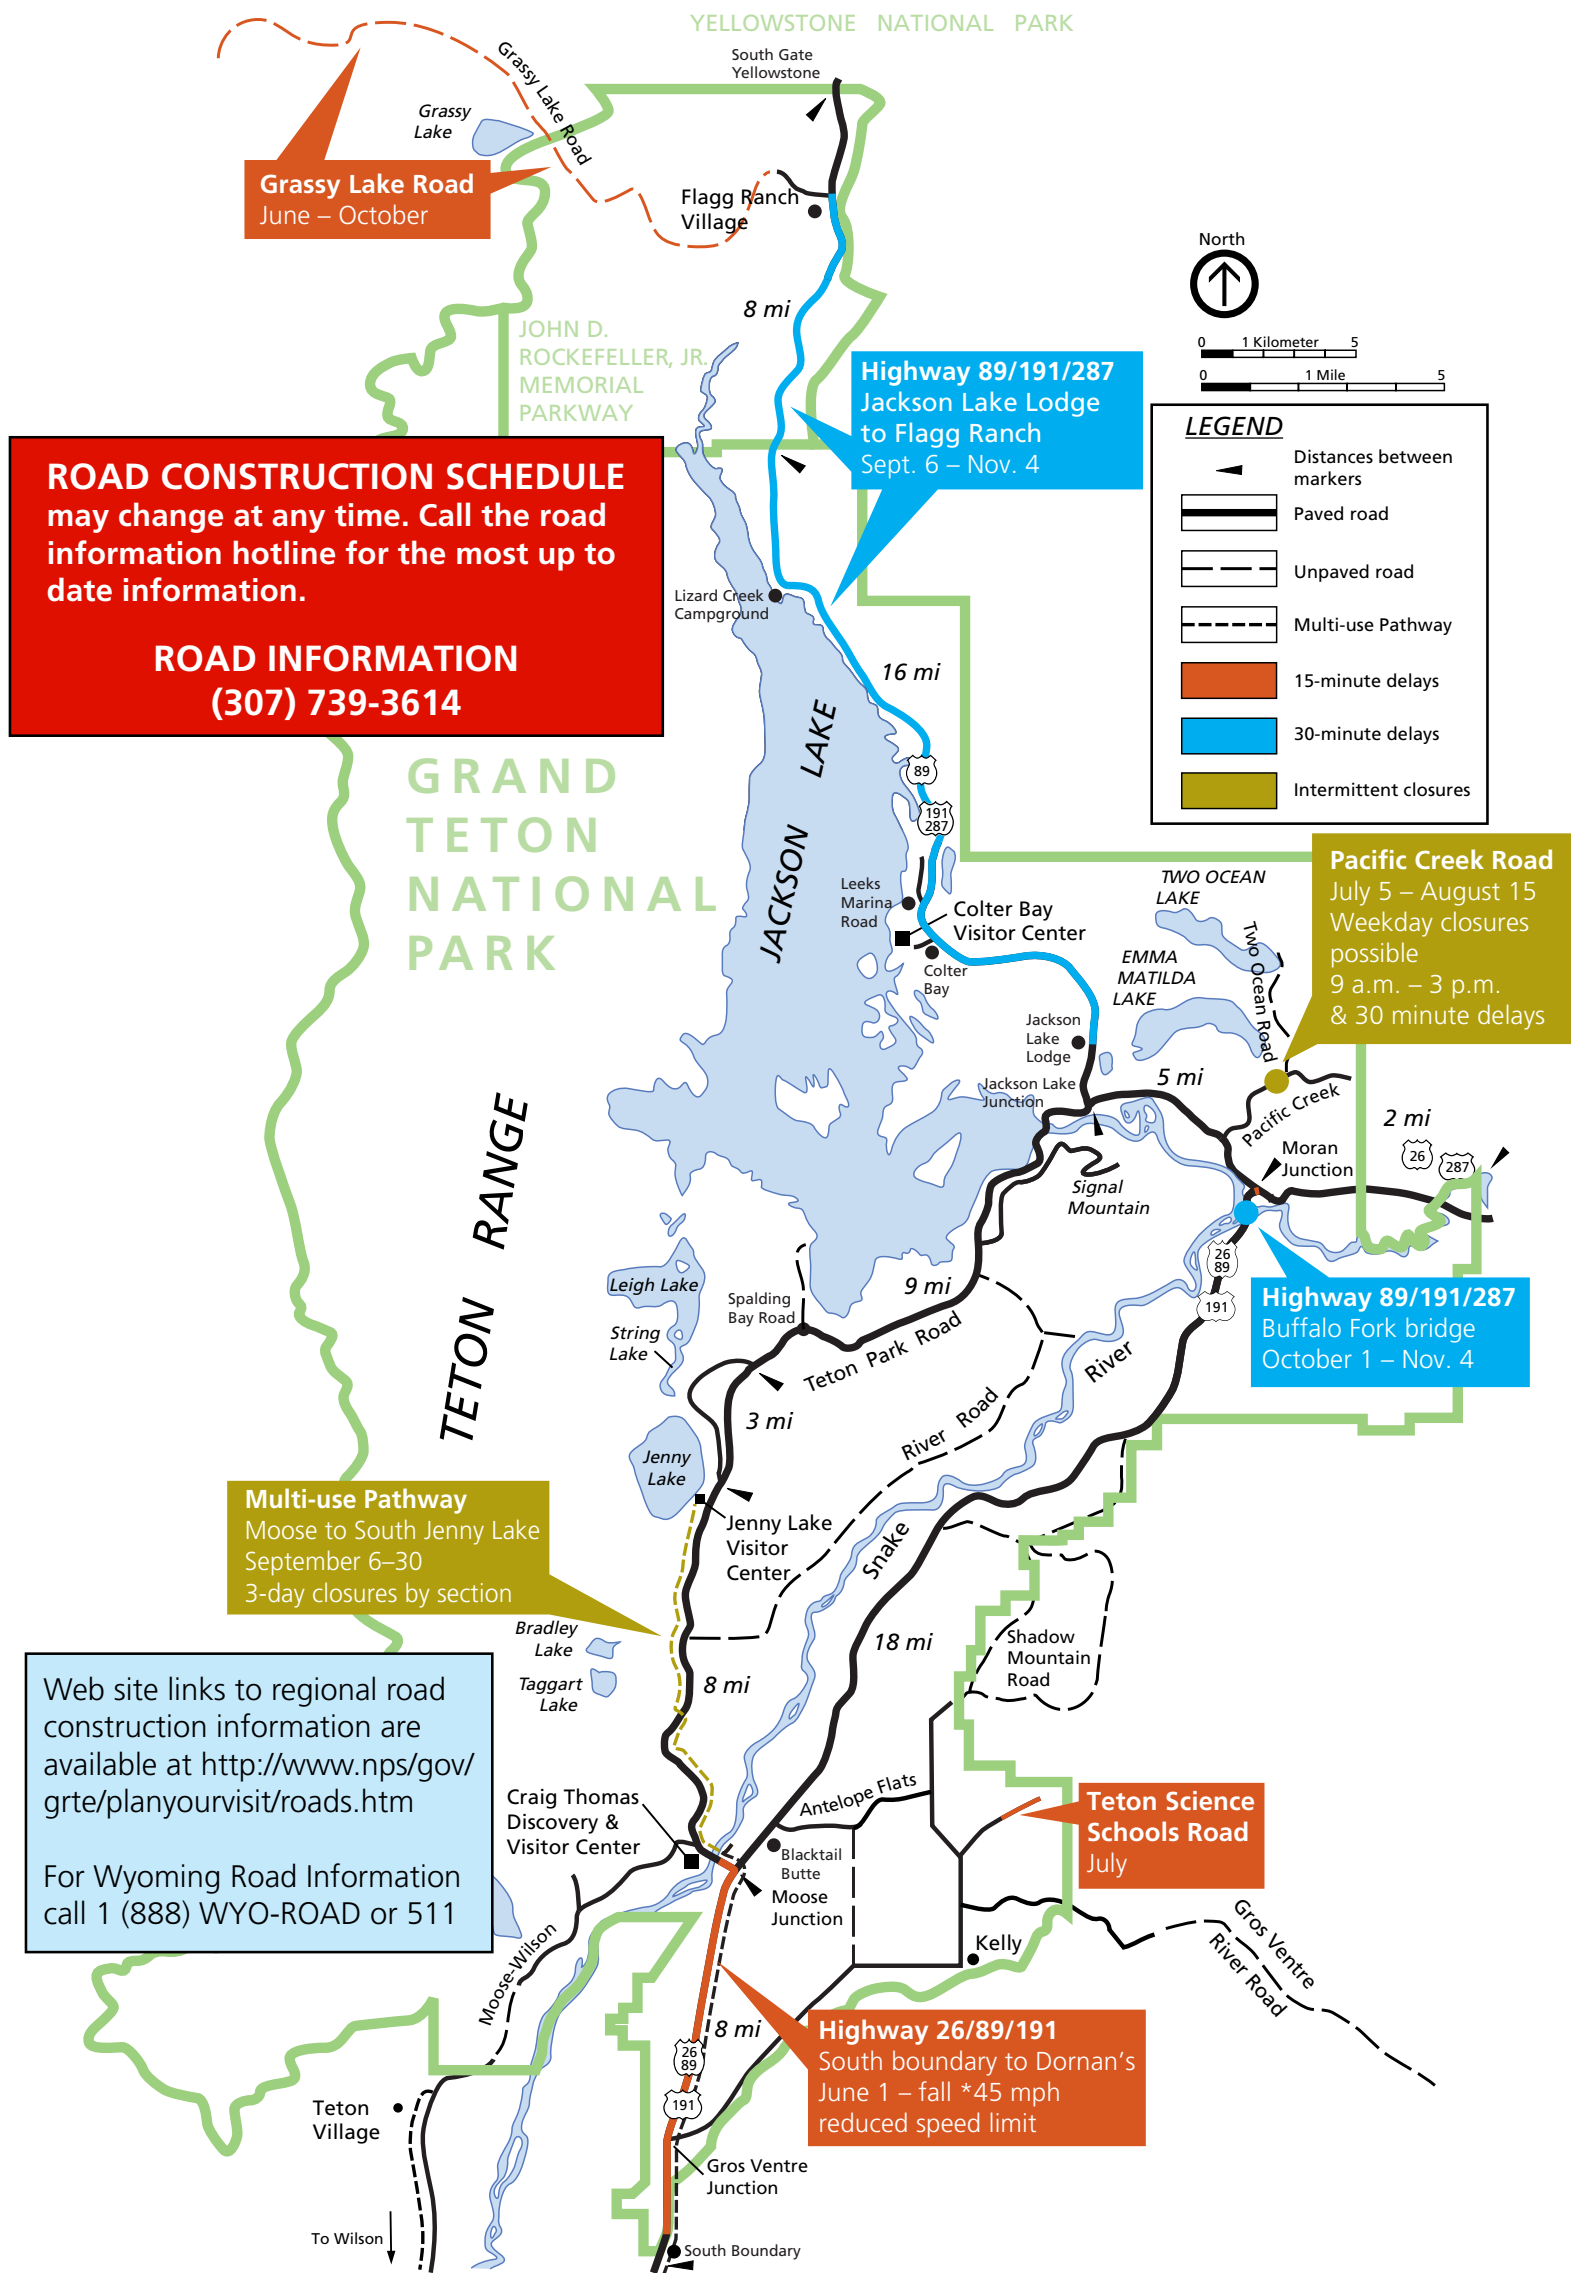 YELLOWSTONE NATIONAL PARK
South Gate
Yellowstone
Grassy Lake Road
Grassy
Lake
Grassy Lake Road
June – October
Flagg Ranch
Village
North
8 mi
JOHN D.
ROCKEFELLER, JR.
MEMORIAL
PARKWAY
0 1 Kilometer 5
0 1 Mile 5
Highway 89/191/287
Jackson Lake Lodge
to Flagg Ranch
Sept. 6 – Nov. 4
LEGEND
Distances between
markers
Paved road
Unpaved road
Multi-use Pathway
15-minute delays
30-minute delays
Intermittent closures
ROAD CONSTRUCTION SCHEDULE
may change at any time. Call the road
information hotline for the most up to
date information.
ROAD INFORMATION
(307) 739-3614
Lizard Creek
Campground
16 mi
GRAND
TETON
NATIONAL
PARK
JACKSON LAKE
89
191
287
Leeks
Marina
Road
Colter Bay
Visitor Center
Colter
Bay
TWO OCEAN
LAKE
Two Ocean Road
EMMA
MATILDA
LAKE
Pacific Creek Road
July 5 – August 15
Weekday closures
possible
9 a.m. – 3 p.m.
& 30 minute delays
Jackson
Lake
Lodge
Jackson Lake
Junction
5 mi
Pacific Creek
2 mi
26
287
Moran
Junction
Signal
Mountain
TETON RANGE
26
89
191
Highway 89/191/287
Buffalo Fork bridge
October 1 – Nov. 4
Leigh Lake
String
Lake
Spalding
Bay Road
9 mi
Teton Park Road
River Road
Snake River
3 mi
Jenny
Lake
Jenny Lake
Visitor
Center
Multi-use Pathway
Moose to South Jenny Lake
September 6–30
3-day closures by section
Bradley
Lake
Taggart
Lake
8 mi
18 mi
Shadow
Mountain
Road
Web site links to regional road
construction information are
available at http://www.nps/gov/
grte/planyourvisit/roads.htm
For Wyoming Road Information
call 1 (888) WYO-ROAD or 511
Craig Thomas
Discovery &
Visitor Center
Antelope Flats
Blacktail
Butte
Moose
Junction
Teton Science
Schools Road
July
Moose-Wilson
Kelly
Gros Ventre
River Road
8 mi
26
89
191
Highway 26/89/191
South boundary to Dornan's
June 1 – fall *45 mph
reduced speed limit
Teton
Village
Gros Ventre
Junction
To Wilson
South Boundary